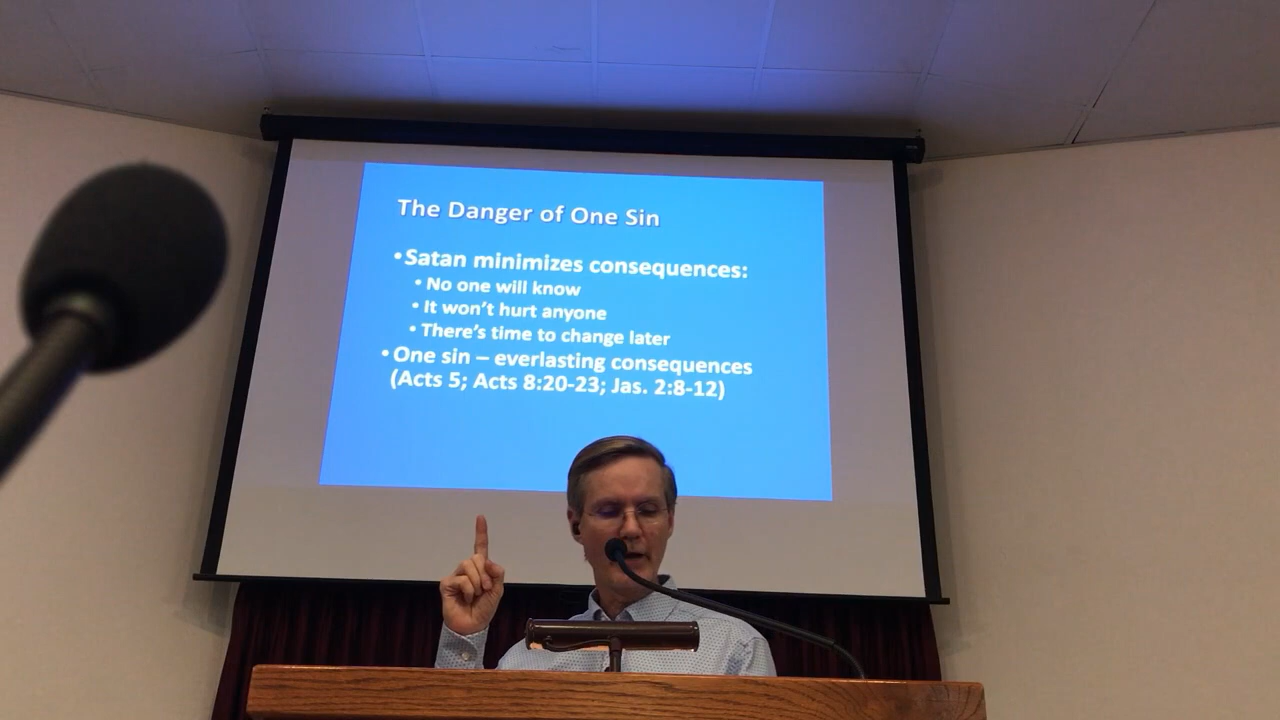 The Danger of One Sin
•Satan minimizes consequences:
•No one will know
•It won't hurt anyone
•There's time to change later
•One sin – everlasting consequences
(Acts 5; Acts 8:20-23; Jas. 2:8-12)